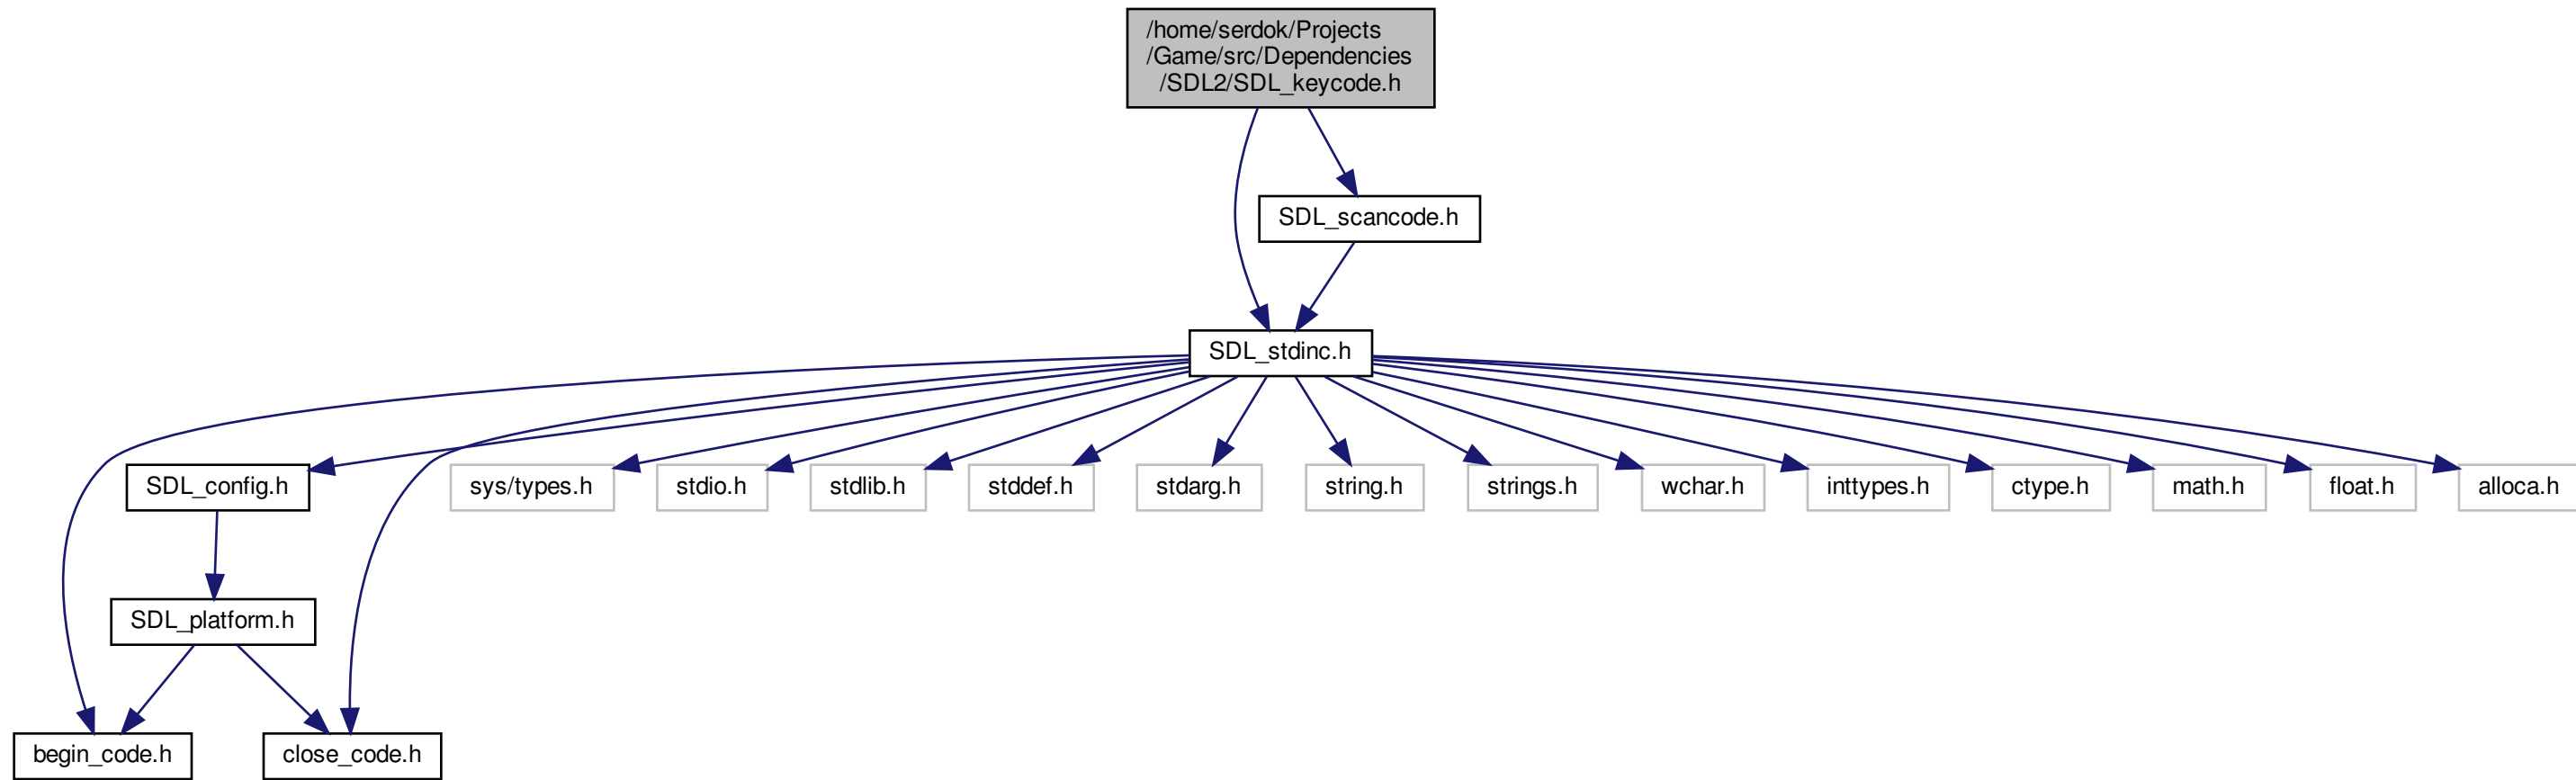 /home/serdok/Projects
/Game/src/Dependencies
/SDL2/SDL_keycode.h
SDL_scancode.h
SDL_stdinc.h
SDL_config.h
sys/types.h
stdio.h
stdlib.h
stddef.h
stdarg.h
string.h
strings.h
wchar.h
inttypes.h
ctype.h
math.h
float.h
alloca.h
SDL_platform.h
begin_code.h
close_code.h